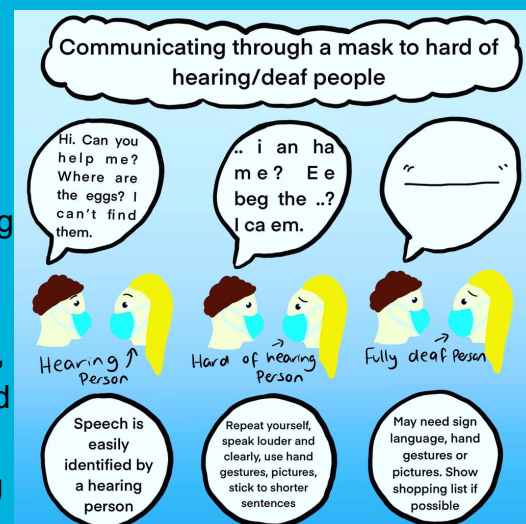 Communicating through a mask to hard of
hearing/deaf people
Hi. Can you
help me?
Where are
the eggs? I
can't find
them.
.. i an ha
me? Ee
beg the ..?
I ca em.
Hearing
Person
Hard of hearing
Person
Fully deaf Person
Speech is
easily
identified by
a hearing
person
Repeat yourself,
speak louder and
clearly, use hand
gestures, pictures,
stick to shorter
sentences
May need sign
language, hand
gestures or
pictures. Show
shopping list if
possible